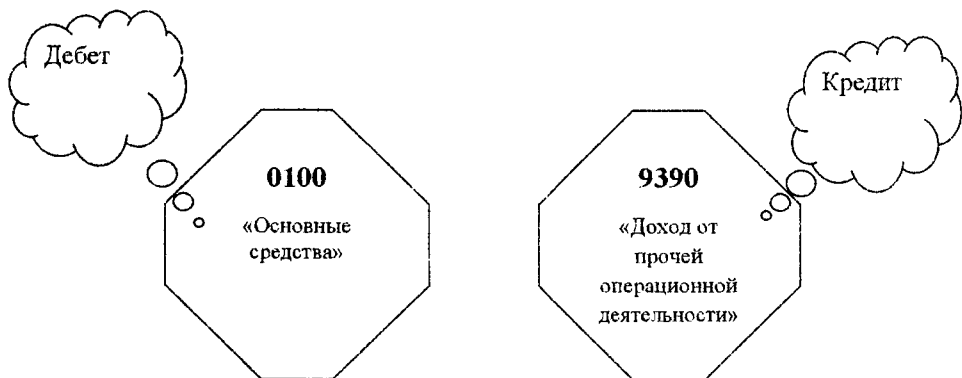 Дебет
Кредит
0100
«Основные
средства»
9390
«Доход от
прочей
операционной
деятельности»